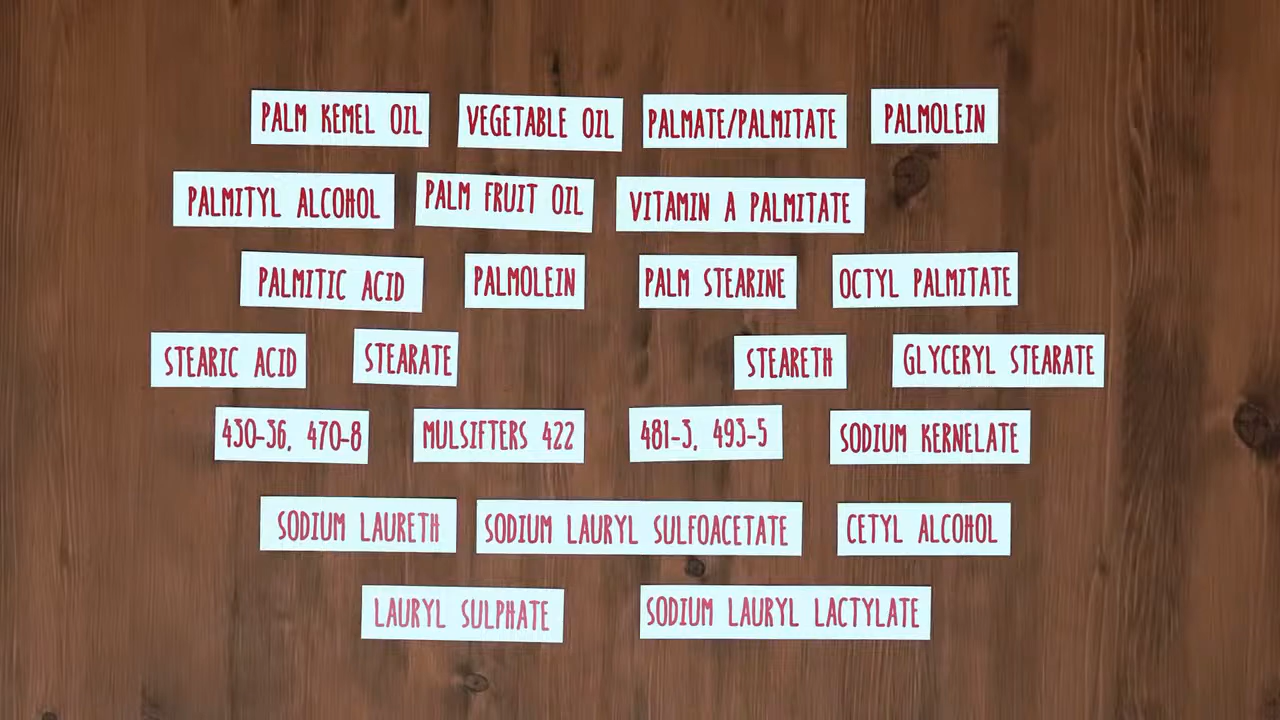 PALM KEMEL OIL VEGETABLE OIL PALMATE/PALMITATE PALMOLEIN
PALMITYL ALCOHOL PALM FRUIT OIL VITAMIN A PALMITATE
PALMITIC ACID PALMOLEIN PALM STEARINE OCTYL PALMITATE
STEARIC ACID STEARATE STEARETH GLYCERYL STEARATE
430-36, 470-8 MULSIFTERS 422 481-3, 493-5 SODIUM KERNELATE
SODIUM LAURETH SODIUM LAURYL SULFOACETATE CETYL ALCOHOL
LAURYL SULPHATE SODIUM LAURYL LACTYLATE